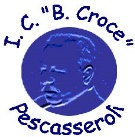 I. C. "B. Croce"
Pescasseroli